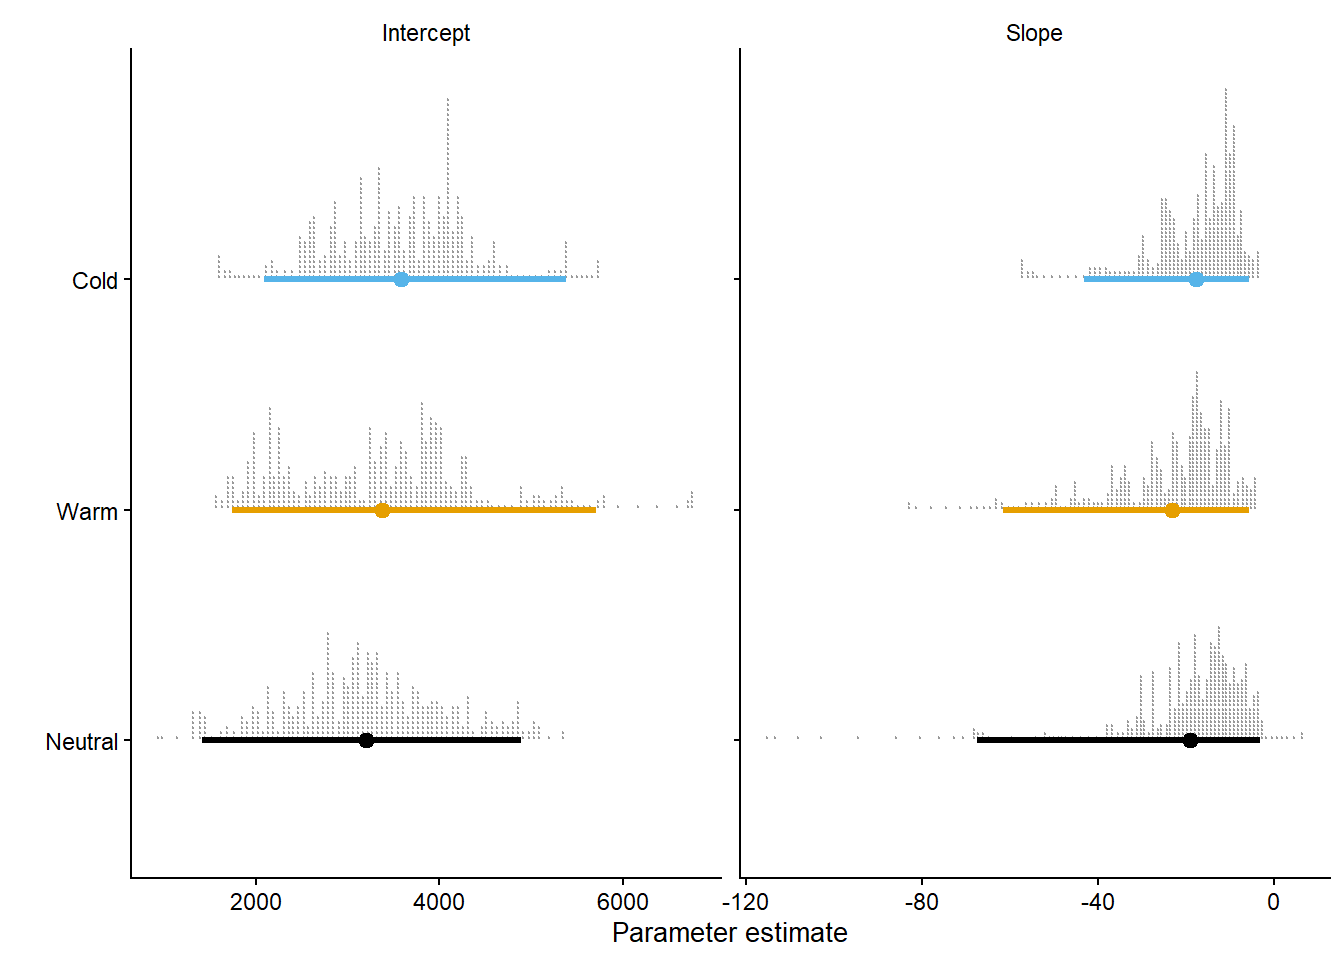 Intercept
Slope
Cold
Warm
Neutral
2000 4000 6000
-120 -80 -40 0
Parameter estimate